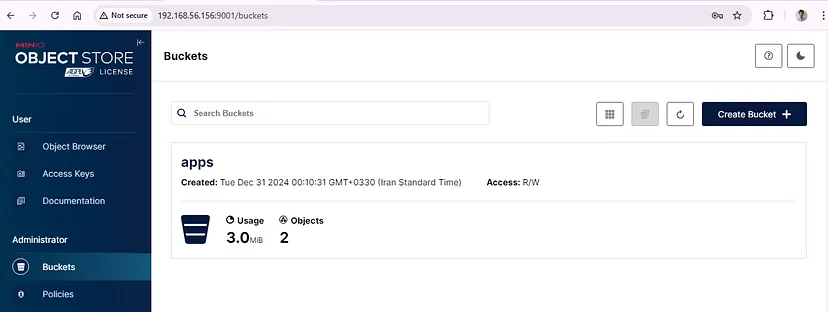 Not secure 192.168.56.156:9001/buckets
MINIO
OBJECT STORE
AGPLv3 LICENSE
Buckets
User
Object Browser
Access Keys
Documentation
Administrator
Buckets
Policies
Search Buckets
Create Bucket
apps
Created: Tue Dec 31 2024 00:10:31 GMT+0330 (Iran Standard Time) Access: R/W
Usage Objects
3.0MiB 2